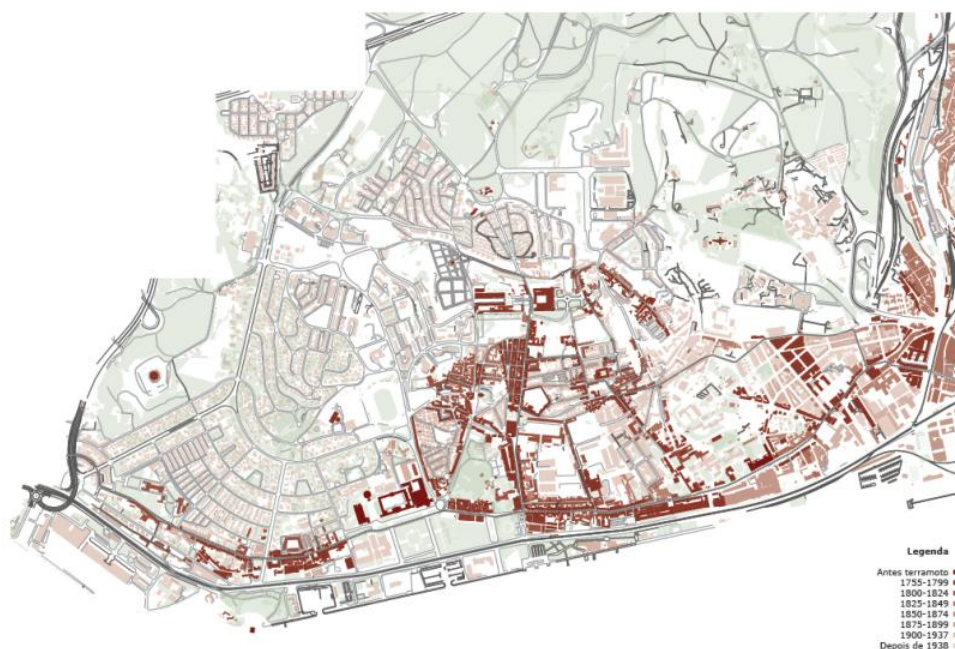 Legenda
Antes terramoto
1755-1799
1800-1824
1825-1849
1850-1874
1875-1899
1900-1937
Depois de 1938